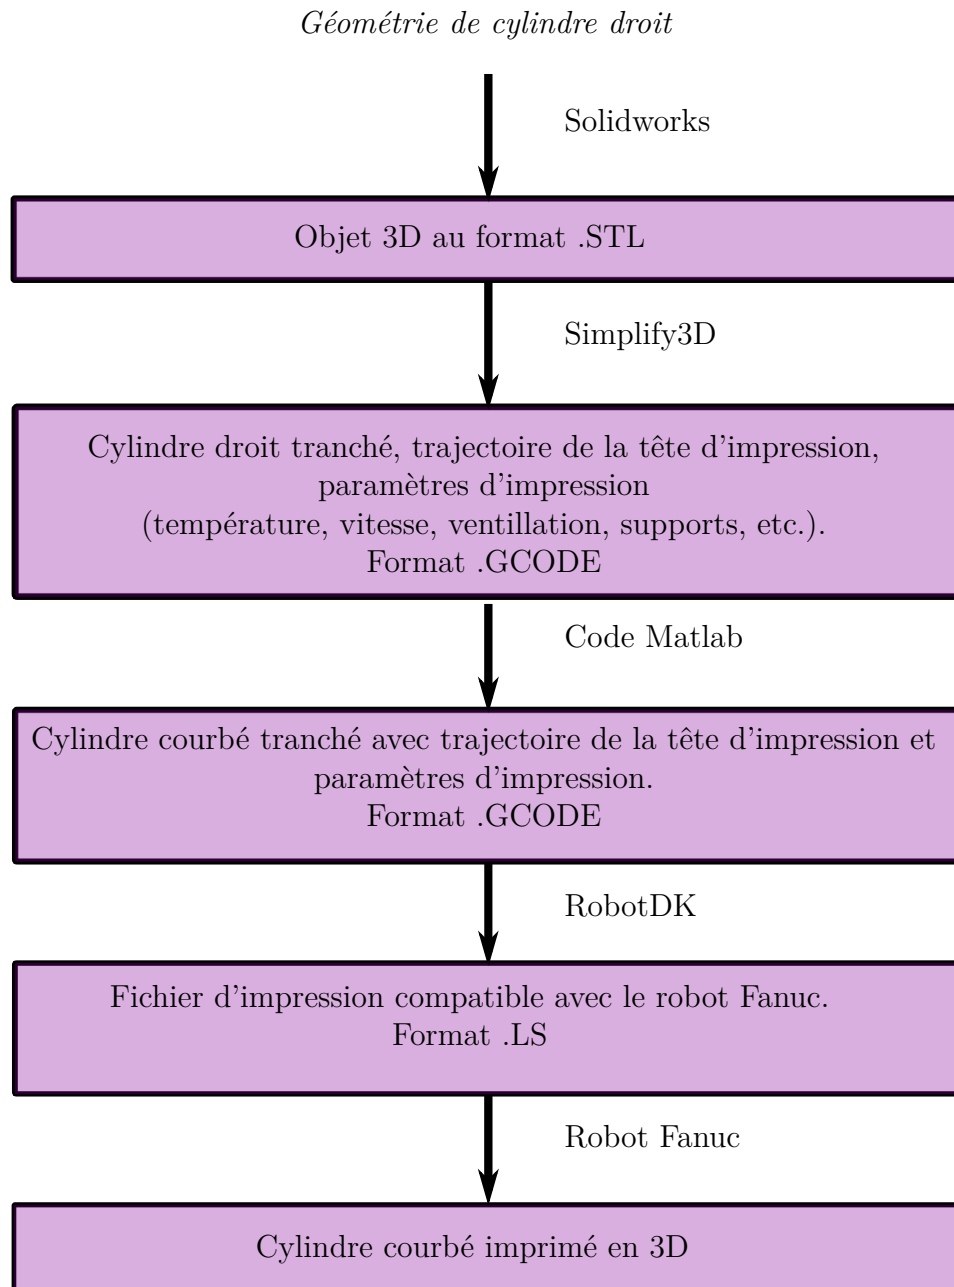 Géométrie de cylindre droit
Solidworks
Objet 3D au format .STL
Simplify3D
Cylindre droit tranché, trajectoire de la tête d'impression,
paramètres d'impression
(température, vitesse, ventillation, supports, etc.).
Format .GCODE
Code Matlab
Cylindre courbé tranché avec trajectoire de la tête d'impression et
paramètres d'impression.
Format .GCODE
RobotDK
Fichier d'impression compatible avec le robot Fanuc.
Format .LS
Robot Fanuc
Cylindre courbé imprimé en 3D